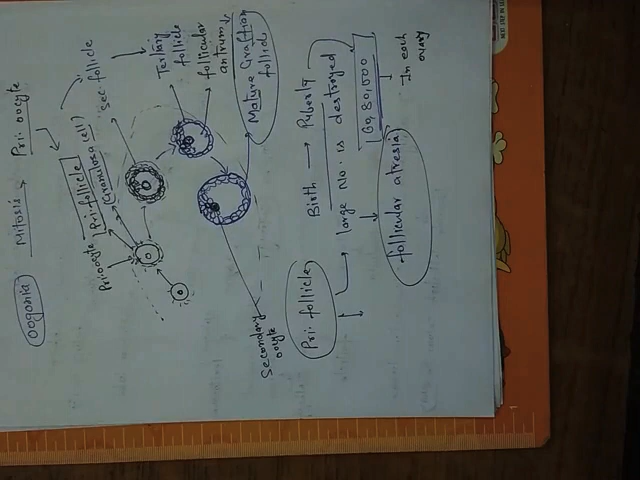 Oogonia
Mitosis → Pri. oocyte
Pri. follicle
Pri. oocyte
(Granulosa cell)
Sec follicle
Tertiary follicle
follicular antrum
Mature Graffian follicle
Secondary oocyte
Pri. follicle
Birth → Puberty
large No. is destroyed
60,80,000
In each ovary
follicular atresia